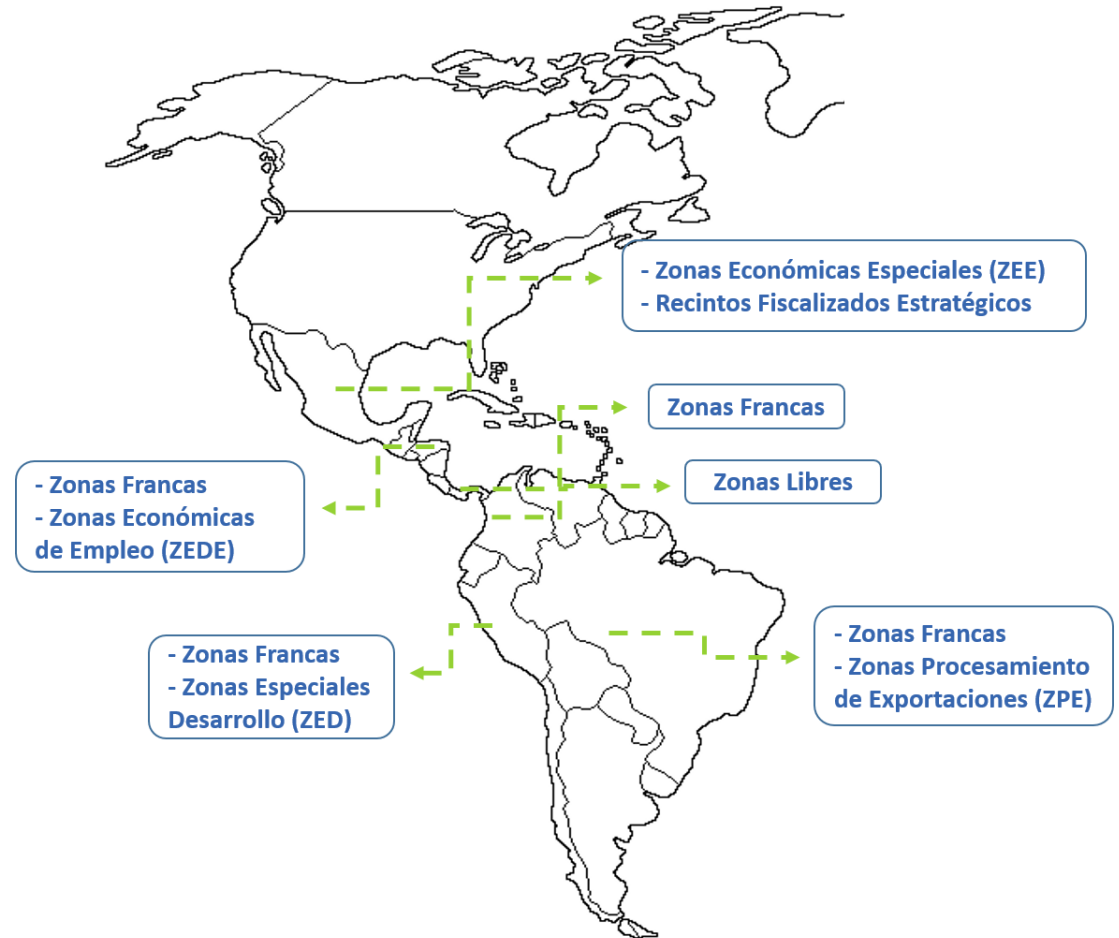 - Zonas Económicas Especiales (ZEE)
- Recintos Fiscalizados Estratégicos
Zonas Francas
Zonas Libres
- Zonas Francas
- Zonas Económicas
de Empleo (ZEDE)
- Zonas Francas
- Zonas Especiales
Desarrollo (ZED)
- Zonas Francas
- Zonas Procesamiento
de Exportaciones (ZPE)